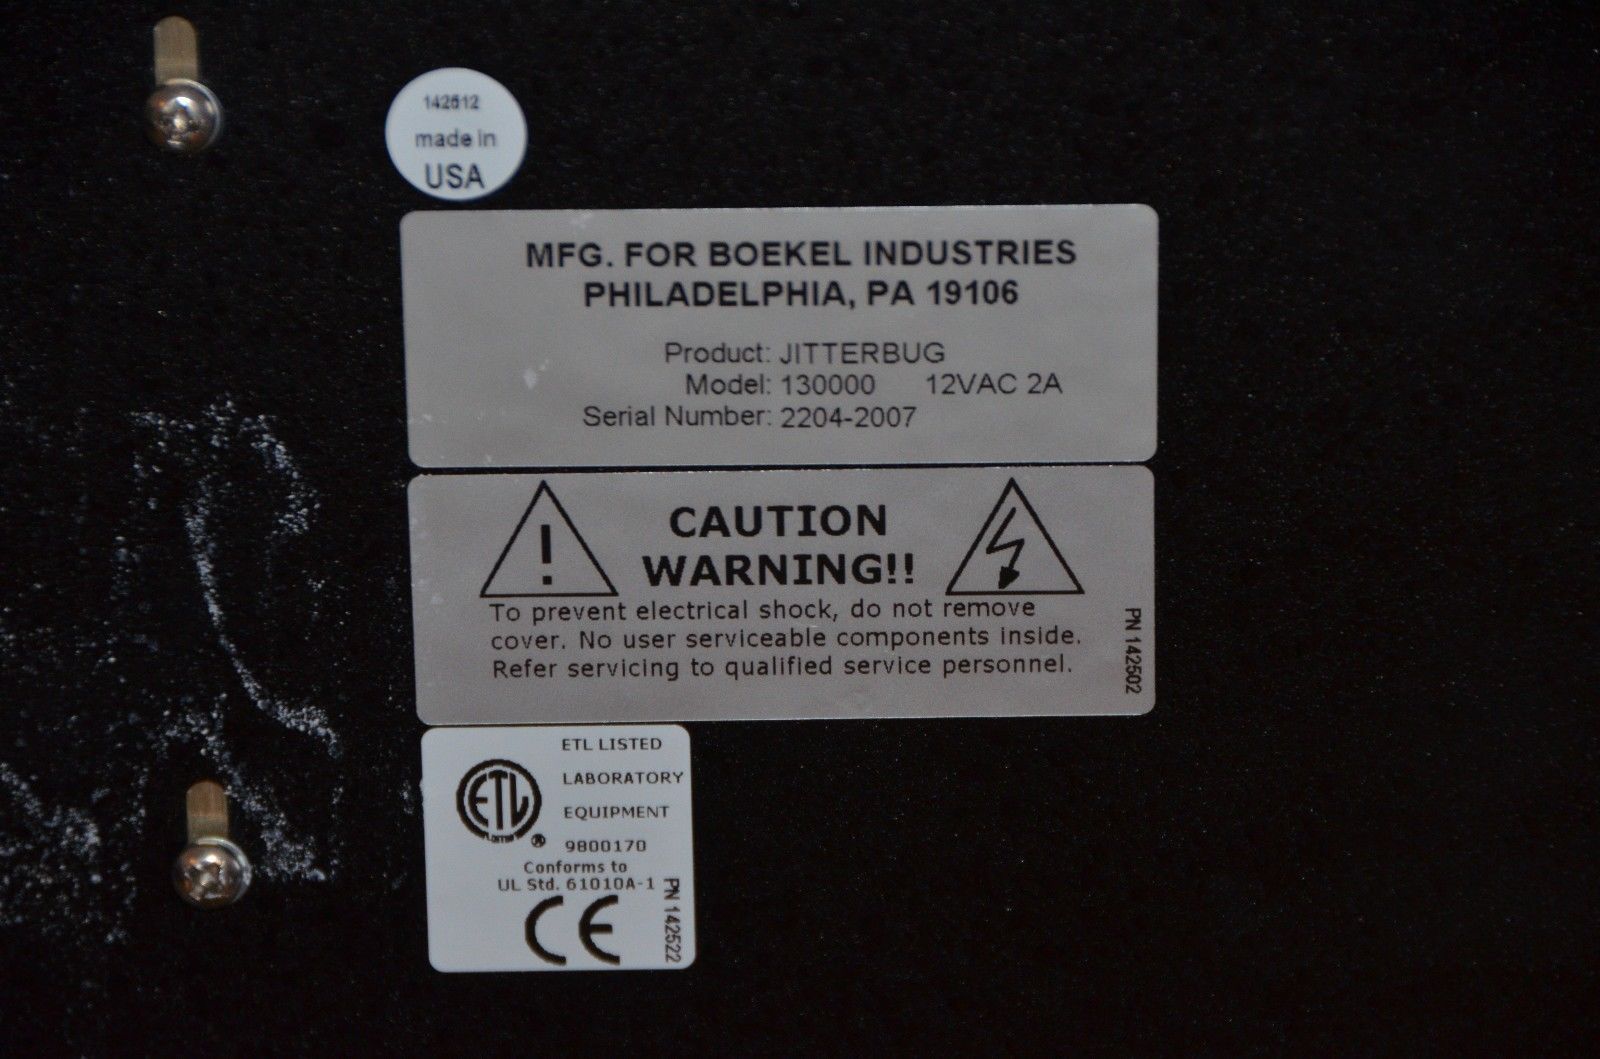 142512
made in
USA
MFG. FOR BOEKEL INDUSTRIES
PHILADELPHIA, PA 19106
Product: JITTERBUG
Model: 130000 12VAC 2A
Serial Number: 2204-2007
! CAUTION
WARNING!!
To prevent electrical shock, do not remove
cover. No user serviceable components inside.
Refer servicing to qualified service personnel.
PN 142502
ETL LISTED
LABORATORY
EQUIPMENT
9800170
ETL
LISTED ®
Conforms to
UL Std. 61010A-1
CE
PN 142522